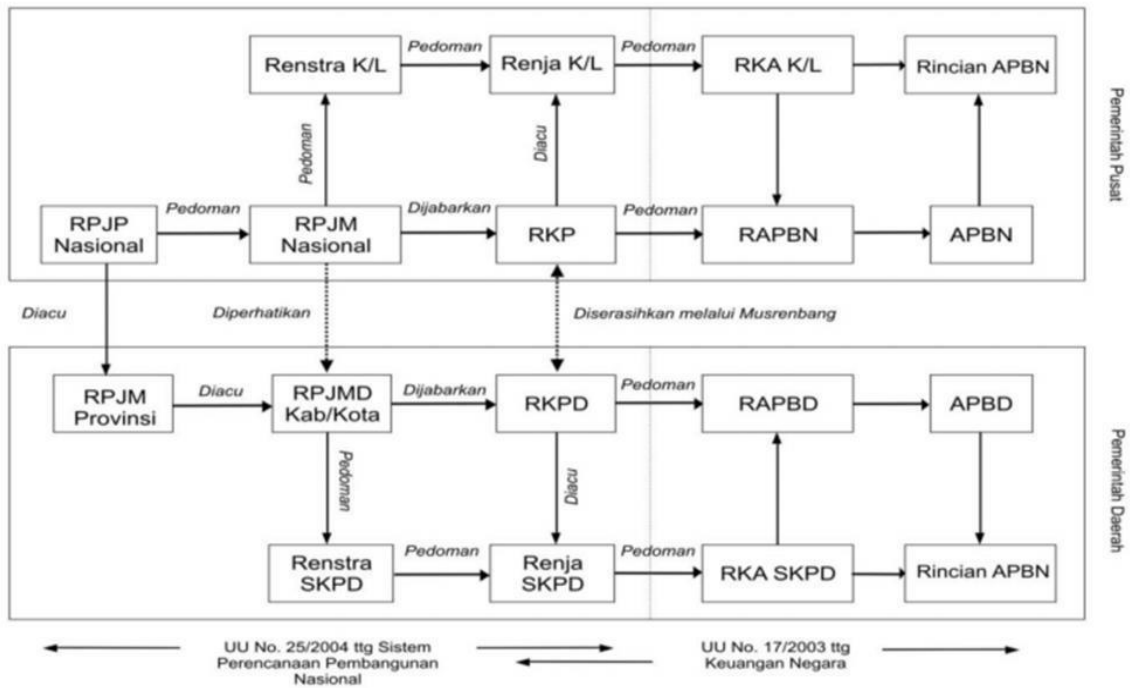 Pedoman
Pedoman
Renstra K/L
Renja K/L
RKA K/L
Rincian APBN
Pedoman
Diacu
Pemerintah Pusat
Pedoman
Dijabarkan
Pedoman
RPJP
Nasional
RPJM
Nasional
RKP
RAPBN
APBN
Diacu
Diperhatikan
Diserasihkan melalui Musrenbang
RPJM
Provinsi
Diacu
RPJMD
Kab/Kota
Dijabarkan
RKPD
Pedoman
RAPBD
APBD
Pedoman
Diacu
Pemerintah Daerah
Renstra
SKPD
Pedoman
Renja
SKPD
Pedoman
RKA SKPD
Rincian APBN
UU No. 25/2004 ttg Sistem
Perencanaan Pembangunan
Nasional
UU No. 17/2003 ttg
Keuangan Negara